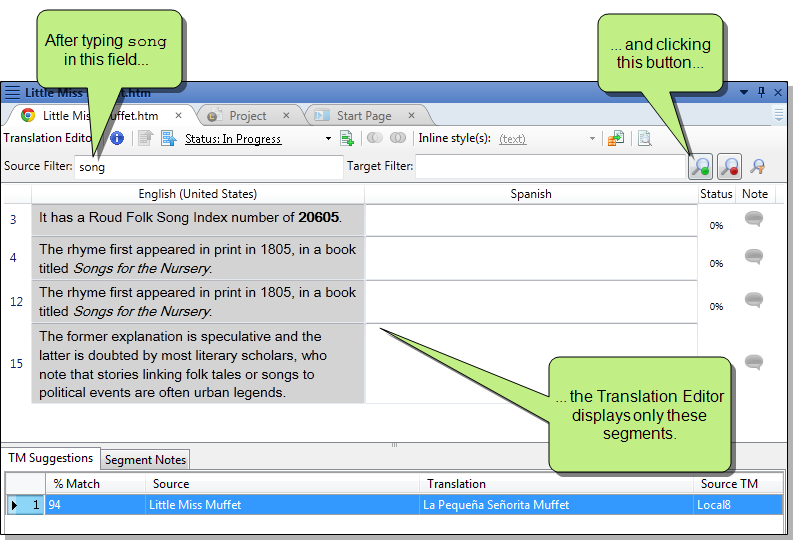 After typing song
in this field...
... and clicking
this button...
Little Miss Muffet.htm
Little Miss Muffet.htm × Project × Start Page ×
Translation Editor Status: In Progress Inline style(s): (text)
Source Filter: song Target Filter:
English (United States) Spanish Status Note
3 It has a Roud Folk Song Index number of 20605. 0%
4 The rhyme first appeared in print in 1805, in a book
titled Songs for the Nursery. 0%
12 The rhyme first appeared in print in 1805, in a book
titled Songs for the Nursery. 0%
15 The former explanation is speculative and the
latter is doubted by most literary scholars, who
note that stories linking folk tales or songs to
political events are often urban legends.
... the Translation Editor
displays only these
segments.
TM Suggestions Segment Notes
% Match Source Translation Source TM
1 94 Little Miss Muffet La Pequeña Señorita Muffet Local8